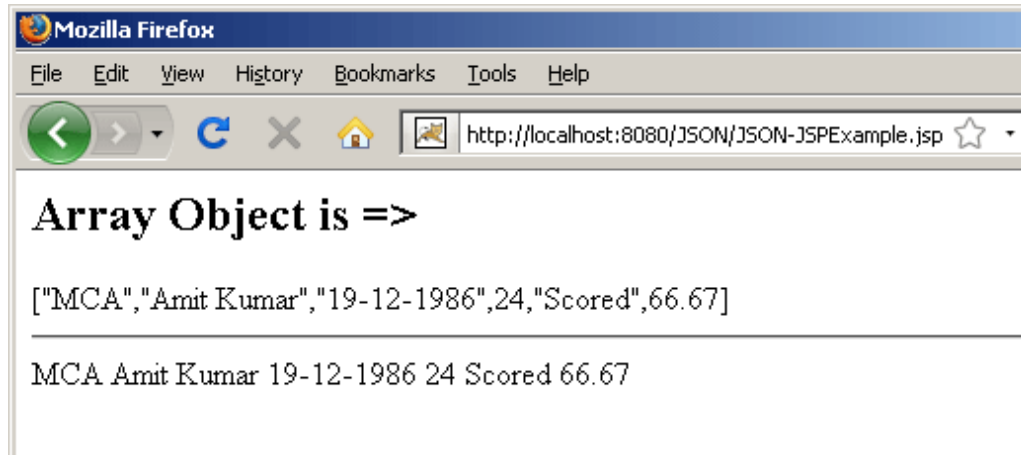 Mozilla Firefox
File Edit View History Bookmarks Tools Help
http://localhost:8080/JSON/JSON-JSPExample.jsp
Array Object is =>
["MCA","Amit Kumar","19-12-1986",24,"Scored",66.67]
MCA Amit Kumar 19-12-1986 24 Scored 66.67